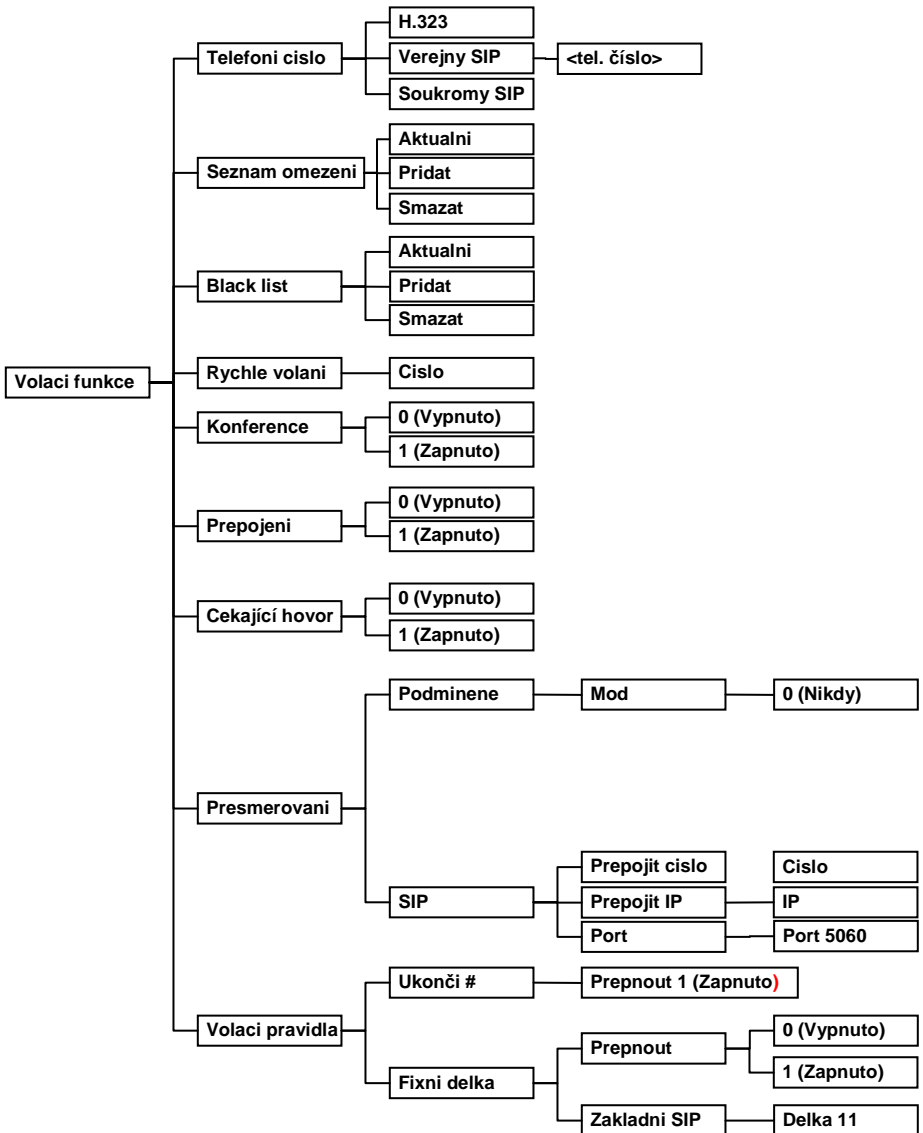 H.323
Telefoni cislo
Verejny SIP
<tel. číslo>
Soukromy SIP
Aktualni
Seznam omezeni
Pridat
Smazat
Aktualni
Black list
Pridat
Smazat
Volaci funkce
Rychle volani
Cislo
Konference
0 (Vypnuto)
1 (Zapnuto)
Prepojeni
0 (Vypnuto)
1 (Zapnuto)
Cekající hovor
0 (Vypnuto)
1 (Zapnuto)
Podminene
Mod
0 (Nikdy)
Presmerovani
SIP
Prepojit cislo
Cislo
Prepojit IP
IP
Port
Port 5060
Volaci pravidla
Ukonči #
Prepnout 1 (Zapnuto)
Fixni delka
Prepnout
0 (Vypnuto)
1 (Zapnuto)
Zakladni SIP
Delka 11